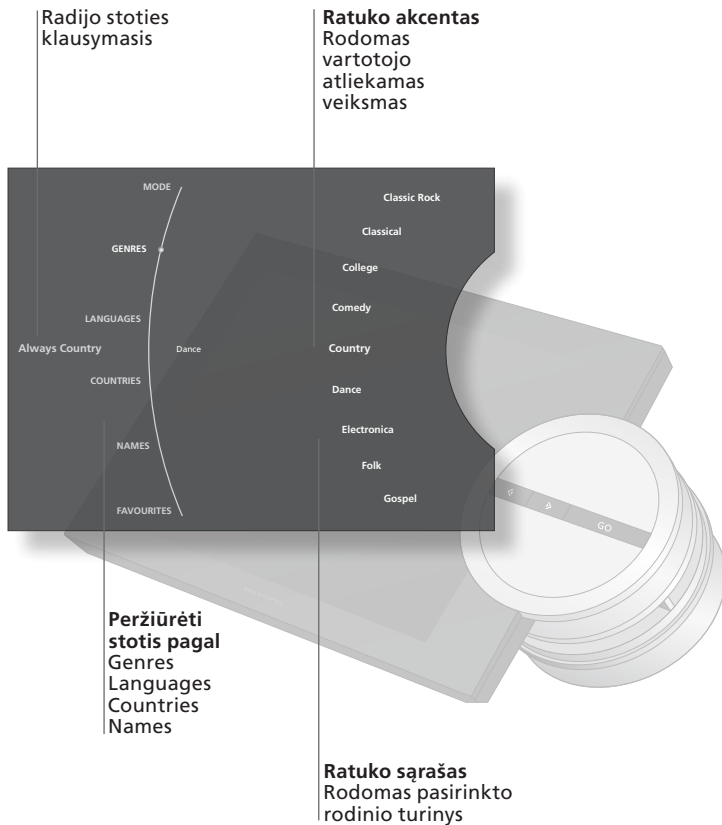 Radijo stoties
klausymasis
Ratuko akcentas
Rodomas
vartotojo
atliekamas
veiksmas
MODE
GENRES
LANGUAGES
Always Country
COUNTRIES
NAMES
FAVOURITES
Dance
Classic Rock
Classical
College
Comedy
Country
Dance
Electronica
Folk
Gospel
GO
Peržiūrėti
stotis pagal
Genres
Languages
Countries
Names
Ratuko sąrašas
Rodomas pasirinkto
rodinio turinys